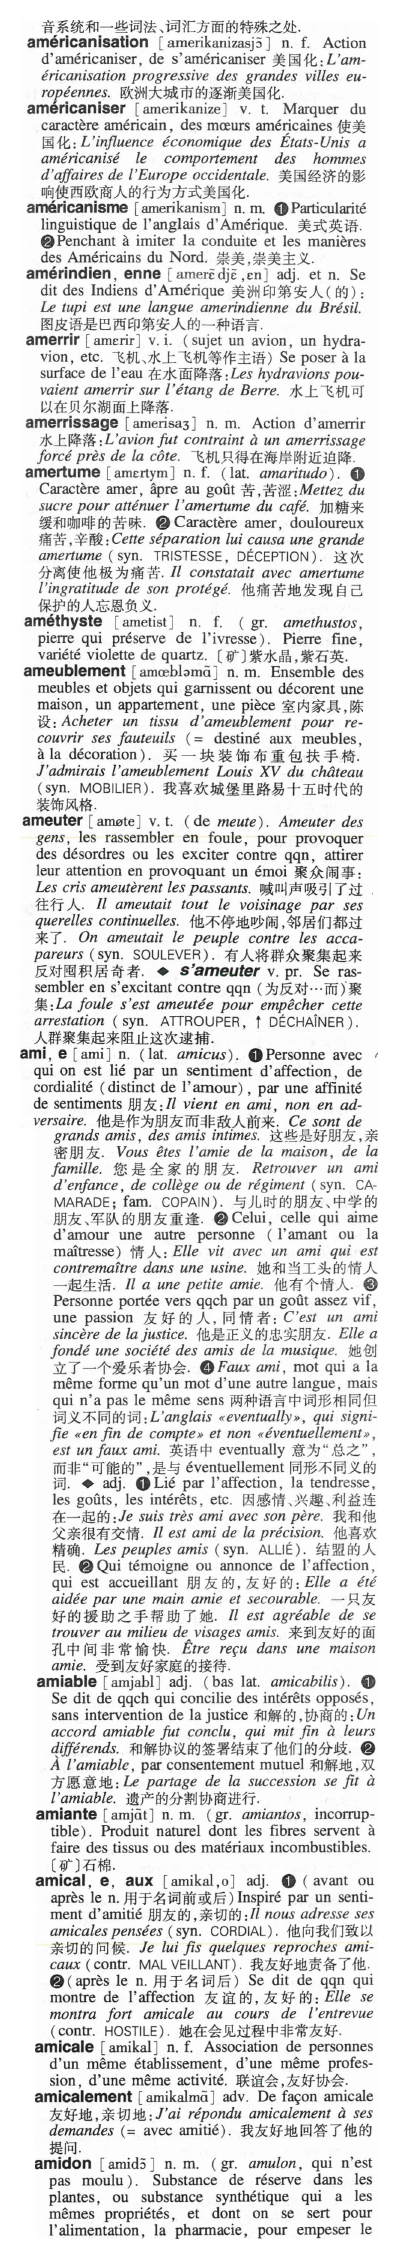 音系统和一些词法、词汇方面的特殊之处.
américanisation [amerikanizasjɔ̃] n. f. Action
d'américaniser, de s'américaniser 美国化:L'am-
éricanisation progressive des grandes villes eu-
ropéennes. 欧洲大城市的逐渐美国化.
américaniser [amerikanize] v. t. Marquer du
caractère américain, des mœurs américaines 使美
国化:L'influence économique des États-Unis a
américanisé le comportement des hommes
d'affaires de l'Europe occidentale. 美国经济的影
响使西欧商人的行为方式美国化.
américanisme [amerikanism] n. m. ❶Particularité
linguistique de l'anglais d'Amérique. 美式英语.
❷Penchant à imiter la conduite et les manières
des Américains du Nord. 崇美,崇美主义.
amérindien, enne [amerɛ̃djɛ̃,ɛn] adj. et n. Se
dit des Indiens d'Amérique 美洲印第安人(的):
Le tupi est une langue amerindienne du Brésil.
图皮语是巴西印第安人的一种语言.
amerrir [amɛrir] v. i. (sujet un avion, un hydra-
vion, etc. 飞机、水上飞机等作主语) Se poser à la
surface de l'eau 在水面降落:Les hydravions pou-
vaient amerrir sur l'étang de Berre. 水上飞机可
以在贝尔湖面上降落.
amerrissage [amerisaʒ] n. m. Action d'amerrir
水上降落:L'avion fut contraint à un amerrissage
forcé près de la côte. 飞机只得在海岸附近迫降.
amertume [amɛrtym] n. f. (lat. amaritudo). ❶
Caractère amer, âpre au goût 苦,苦涩:Mettez du
sucre pour atténuer l'amertume du café. 加糖来
缓和咖啡的苦味. ❷ Caractère amer, douloureux
痛苦,辛酸:Cette séparation lui causa une grande
amertume (syn. TRISTESSE, DÉCEPTION). 这次
分离使他极为痛苦. Il constatait avec amertume
l'ingratitude de son protégé. 他痛苦地发现自己
保护的人忘恩负义.
améthyste [ametist] n. f. (gr. amethustos,
pierre qui préserve de l'ivresse). Pierre fine,
variété violette de quartz. 〔矿〕紫水晶,紫石英.
ameublement [amœbləmɑ̃] n. m. Ensemble des
meubles et objets qui garnissent ou décorent une
maison, un appartement, une pièce 室内家具,陈
设: Acheter un tissu d'ameublement pour re-
couvrir ses fauteuils (= destiné aux meubles,
à la décoration). 买一块装饰布重包扶手椅.
J'admirais l'ameublement Louis XV du château
(syn. MOBILIER). 我喜欢城堡里路易十五时代的
装饰风格.
ameuter [amøte] v. t. (de meute). Ameuter des
gens, les rassembler en foule, pour provoquer
des désordres ou les exciter contre qqn, attirer
leur attention en provoquant un émoi 聚众闹事:
Les cris ameutèrent les passants. 喊叫声吸引了过
往行人. Il ameutait tout le voisinage par ses
querelles continuelles. 他不停地吵闹,邻居们都过
来了. On ameutait le peuple contre les acca-
pareurs (syn. SOULEVER). 有人将群众聚集起来
反对囤积居奇者. ◆ s'ameuter v. pr. Se ras-
sembler en s'excitant contre qqn (为反对…而)聚
集:La foule s'est ameutée pour empêcher cette
arrestation (syn. ATTROUPER, ↑ DÉCHAÎNER).
人群聚集起来阻止这次逮捕.
ami, e [ami] n. (lat. amicus). ❶Personne avec
qui on est lié par un sentiment d'affection, de
cordialité (distinct de l'amour), par une affinité
de sentiments 朋友:Il vient en ami, non en ad-
versaire. 他是作为朋友而非敌人前来. Ce sont de
grands amis, des amis intimes. 这些是好朋友,亲
密朋友. Vous êtes l'amie de la maison, de la
famille. 您是全家的朋友. Retrouver un ami
d'enfance, de collège ou de régiment (syn. CA-
MARADE; fam. COPAIN). 与儿时的朋友、中学的
朋友、军队的朋友重逢. ❷Celui, celle qui aime
d'amour une autre personne (l'amant ou la
maîtresse) 情人: Elle vit avec un ami qui est
contremaître dans une usine. 她和当工头的情人
一起生活. Il a une petite amie. 他有个情人. ❸
Personne portée vers qqch par un goût assez vif,
une passion 友好的人,同情者: C'est un ami
sincère de la justice. 他是正义的忠实朋友. Elle a
fondé une société des amis de la musique. 她创
立了一个爱乐者协会. ❹Faux ami, mot qui a la
même forme qu'un mot d'une autre langue, mais
qui n'a pas le même sens 两种语言中词形相同但
词义不同的词:L'anglais «eventually», qui signi-
fie «en fin de compte» et non «éventuellement»,
est un faux ami. 英语中 eventually 意为“总之”,
而非“可能的”,是与 éventuellement 同形不同义的
词. ◆ adj. ❶Lié par l'affection, la tendresse,
les goûts, les intérêts, etc. 因感情、兴趣、利益连
在一起的:Je suis très ami avec son père. 我和他
父亲很有交情. Il est ami de la précision. 他喜欢
精确. Les peuples amis (syn. ALLIÉ). 结盟的人
民. ❷Qui témoigne ou annonce de l'affection,
qui est accueillant 朋友的,友好的: Elle a été
aidée par une main amie et secourable. 一只友
好的援助之手帮助了她. Il est agréable de se
trouver au milieu de visages amis. 来到友好的面
孔中间非常愉快. Être reçu dans une maison
amie. 受到友好家庭的接待.
amiable [amjabl] adj. (bas lat. amicabilis). ❶
Se dit de qqch qui concilie des intérêts opposés,
sans intervention de la justice 和解的,协商的:Un
accord amiable fut conclu, qui mit fin à leurs
différends. 和解协议的签署结束了他们的分歧. ❷
À l'amiable, par consentement mutuel 和解地,双
方愿意地: Le partage de la succession se fit à
l'amiable. 遗产的分割协商进行.
amiante [amjɑ̃t] n. m. (gr. amiantos, incorrup-
tible). Produit naturel dont les fibres servent à
faire des tissus ou des matériaux incombustibles.
〔矿〕石棉.
amical, e, aux [amikal,o] adj. ❶ (avant ou
après le n. 用于名词前或后) Inspiré par un senti-
ment d'amitié 朋友的,亲切的:Il nous adresse ses
amicales pensées (syn. CORDIAL). 他向我们致以
亲切的问候. Je lui fis quelques reproches ami-
caux (contr. MALVEILLANT). 我友好地责备了他.
❷(après le n. 用于名词后) Se dit de qqn qui
montre de l'affection 友谊的,友好的: Elle se
montra fort amicale au cours de l'entrevue
(contr. HOSTILE). 她在会见过程中非常友好.
amicale [amikal] n. f. Association de personnes
d'un même établissement, d'une même profes-
sion, d'une même activité. 联谊会,友好协会.
amicalement [amikalmɑ̃] adv. De façon amicale
友好地,亲切地:J'ai répondu amicalement à ses
demandes (= avec amitié). 我友好地回答了他的
提问.
amidon [amidɔ̃] n. m. (gr. amulon, qui n'est
pas moulu). Substance de réserve dans les
plantes, ou substance synthétique qui a les
mêmes propriétés, et dont on se sert pour
l'alimentation, la pharmacie, pour empeser le